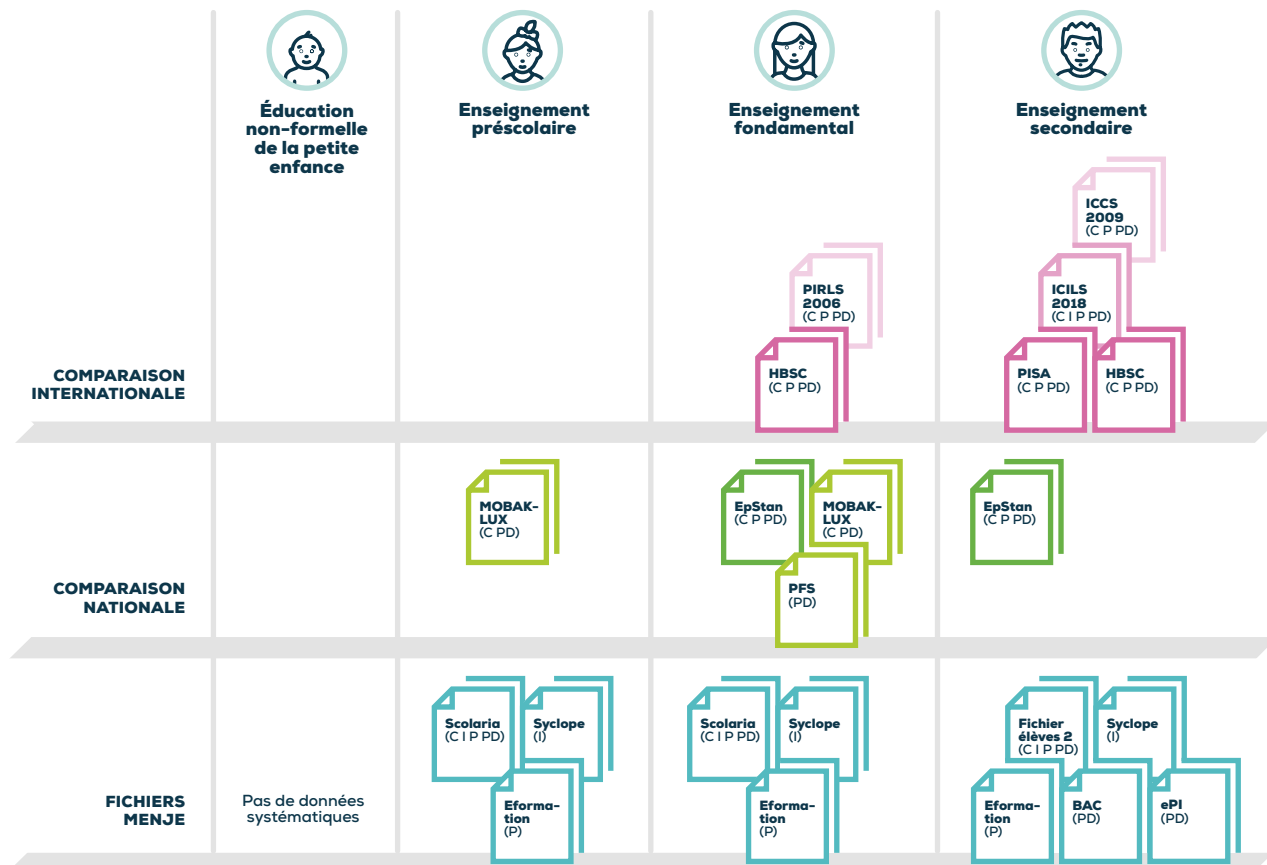 Éducation
non-formelle
de la petite
enfance
Enseignement
préscolaire
Enseignement
fondamental
Enseignement
secondaire
COMPARAISON
INTERNATIONALE
PIRLS
2006
(C P PD)
HBSC
(C P PD)
ICCS
2009
(C P PD)
ICILS
2018
(C I P PD)
PISA
(C P PD)
HBSC
(C P PD)
COMPARAISON
NATIONALE
MOBAK-
LUX
(C PD)
EpStan
(C P PD)
MOBAK-
LUX
(C PD)
PFS
(PD)
EpStan
(C P PD)
FICHIERS
MENJE
Pas de données
systématiques
Scolaria
(C I P PD)
Syclope
(I)
Eforma-
tion
(P)
Scolaria
(C I P PD)
Syclope
(I)
Eforma-
tion
(P)
Fichier
élèves 2
(C I P PD)
Syclope
(I)
Eforma-
tion
(P)
BAC
(PD)
ePI
(PD)